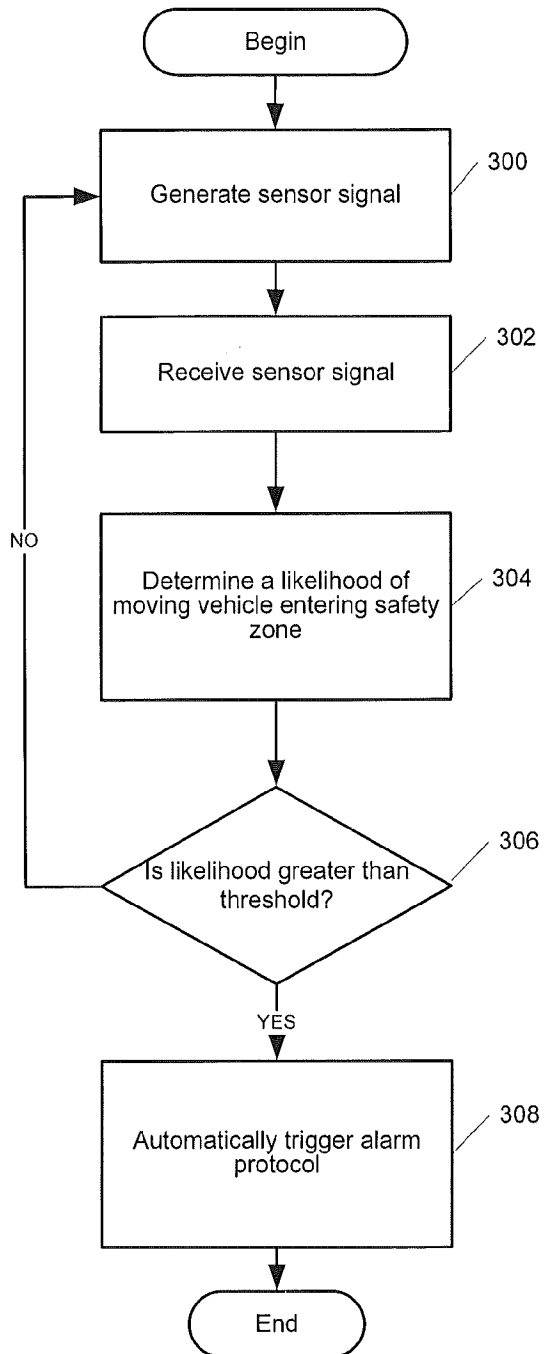 Begin
Generate sensor signal
300
Receive sensor signal
302
Determine a likelihood of
moving vehicle entering safety
zone
304
NO
Is likelihood greater than
threshold?
306
YES
Automatically trigger alarm
protocol
308
End